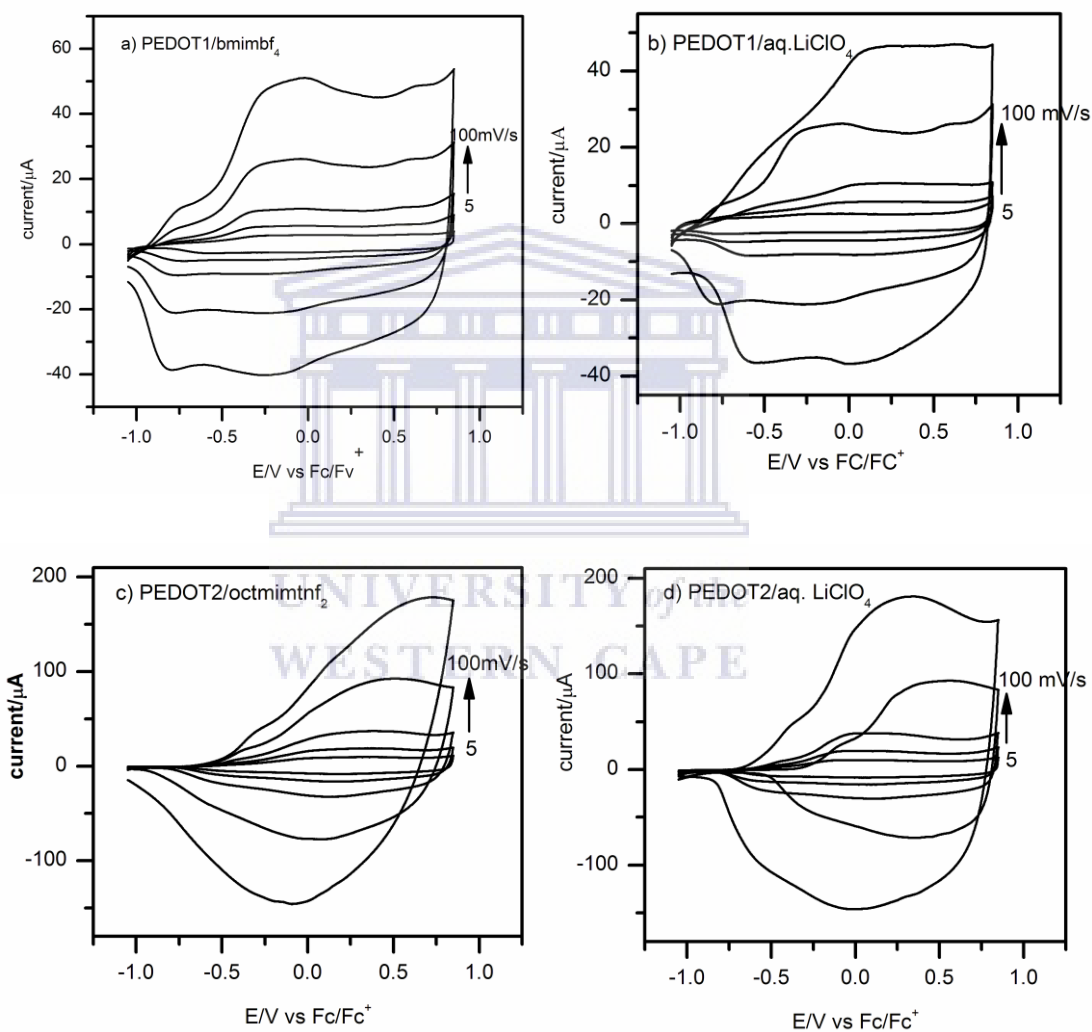 a) PEDOT1/bmimbf₄
60
40
20
0
-20
-40
current/µA
100mV/s
5
-1.0 -0.5 0.0 0.5 1.0
E/V vs Fc/Fv⁺
b) PEDOT1/aq.LiClO₄
40
20
0
-20
-40
current/µA
100 mV/s
5
-1.0 -0.5 0.0 0.5 1.0
E/V vs FC/FC⁺
c) PEDOT2/octmimtnf₂
200
100
0
-100
current/µA
100mV/s
5
-1.0 -0.5 0.0 0.5 1.0
E/V vs Fc/Fc⁺
d) PEDOT2/aq. LiClO₄
200
100
0
-100
current/µA
100 mV/s
5
-1.0 -0.5 0.0 0.5 1.0
E/V vs Fc/Fc⁺
UNIVERSITY of the
WESTERN CAPE